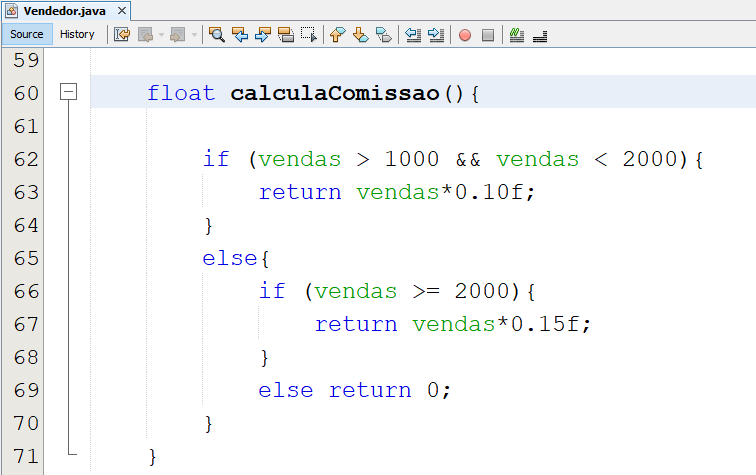 Vendedor.java
Source History
59
60 float calculaComissao(){
61
62 if (vendas > 1000 && vendas < 2000){
63 return vendas*0.10f;
64 }
65 else{
66 if (vendas >= 2000){
67 return vendas*0.15f;
68 }
69 else return 0;
70 }
71 }